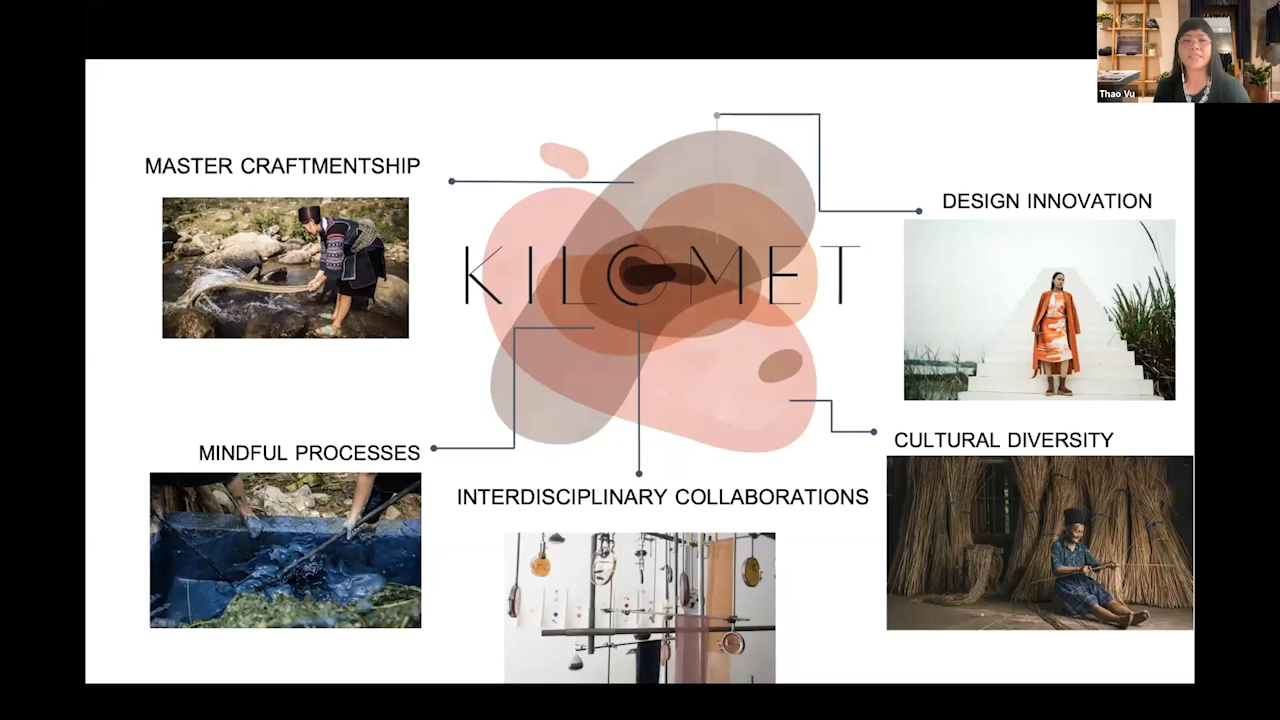 Thao Vu
MASTER CRAFTMENTSHIP
DESIGN INNOVATION
KILOMET
CULTURAL DIVERSITY
MINDFUL PROCESSES
INTERDISCIPLINARY COLLABORATIONS